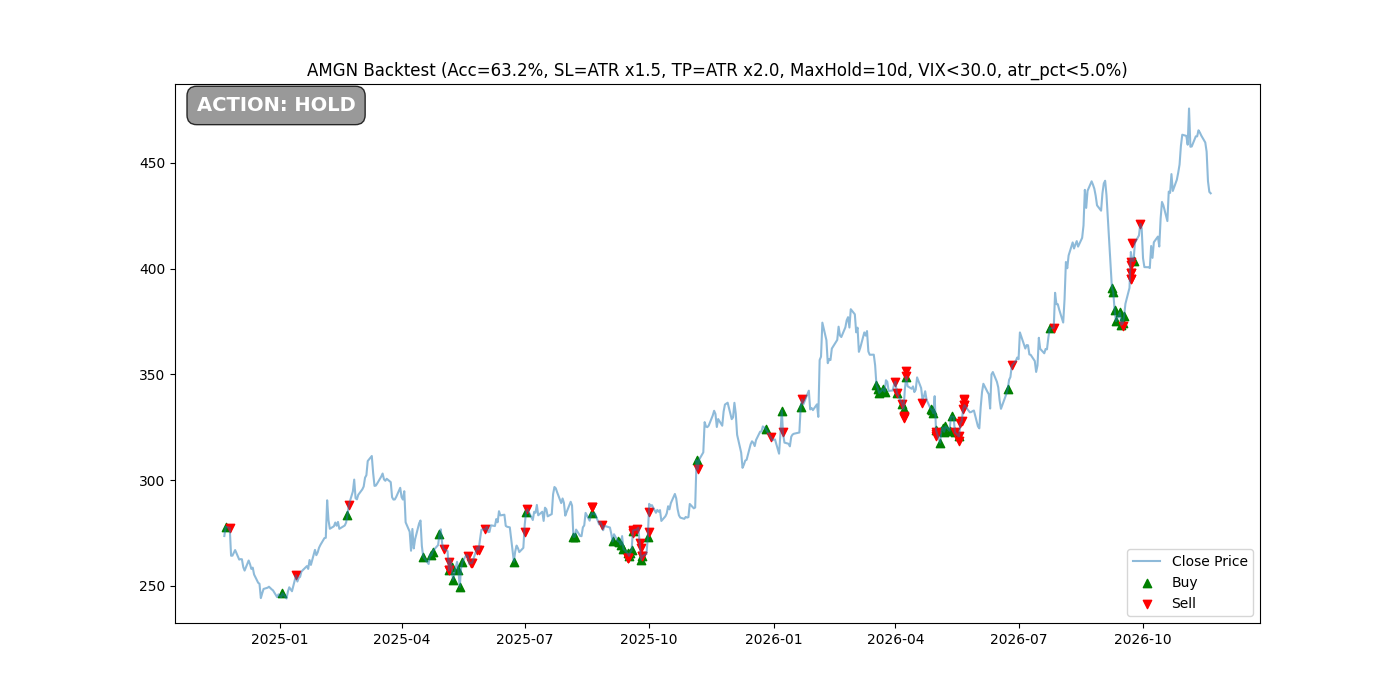 AMGN Backtest (Acc=63.2%, SL=ATR x1.5, TP=ATR x2.0, MaxHold=10d, VIX<30.0, atr_pct<5.0%)
ACTION: HOLD
450
400
350
300
250
2025-01 2025-04 2025-07 2025-10 2026-01 2026-04 2026-07 2026-10
Close Price
Buy
Sell